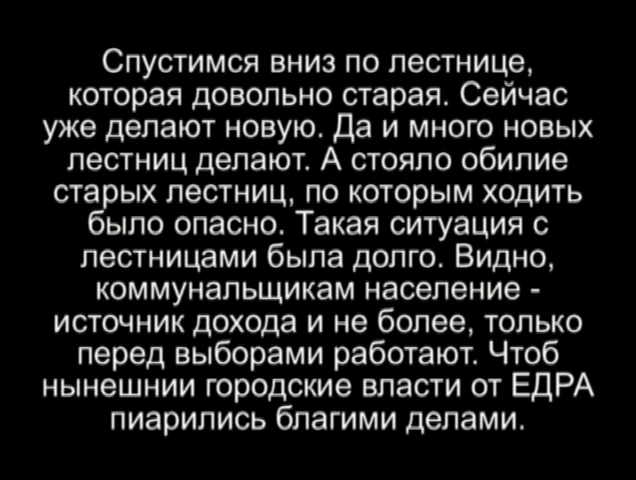 Спустимся вниз по лестнице,
которая довольно старая. Сейчас
уже делают новую. Да и много новых
лестниц делают. А стояло обилие
старых лестниц, по которым ходить
было опасно. Такая ситуация с
лестницами была долго. Видно,
коммунальщикам население -
источник дохода и не более, только
перед выборами работают. Чтоб
нынешнии городские власти от ЕДРА
пиарились благими делами.